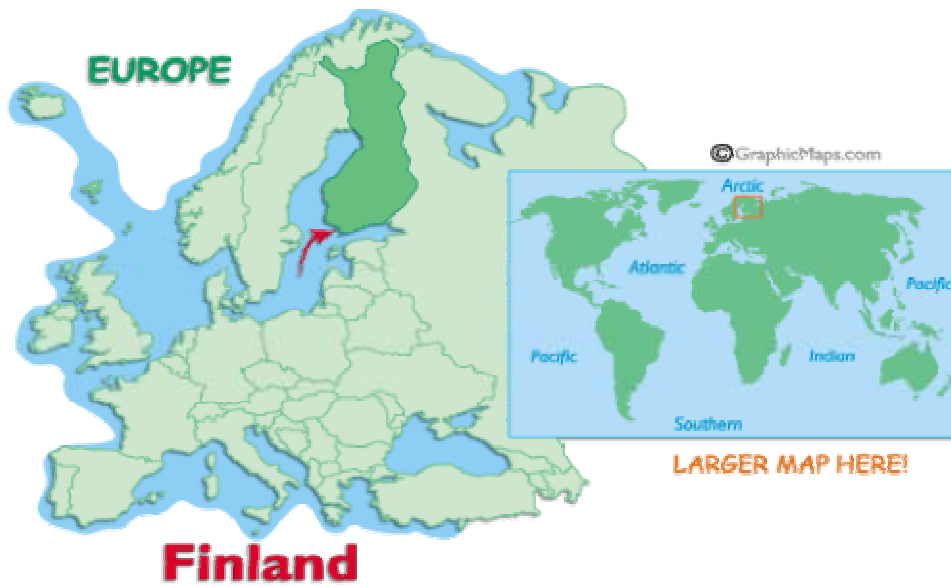 EUROPE
© GraphicMaps.com
Arctic
Atlantic
Pacific
Pacific
Indian
Southern
LARGER MAP HERE!
Finland